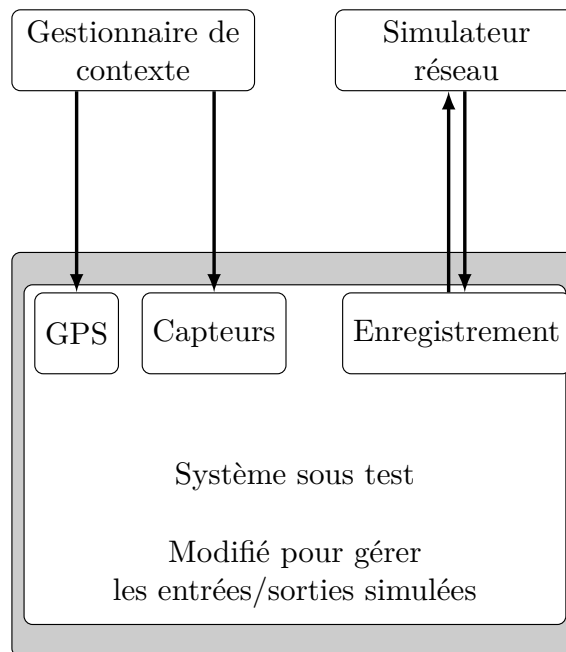 Gestionnaire de
contexte
Simulateur
réseau
GPS
Capteurs
Enregistrement
Système sous test
Modifié pour gérer
les entrées/sorties simulées